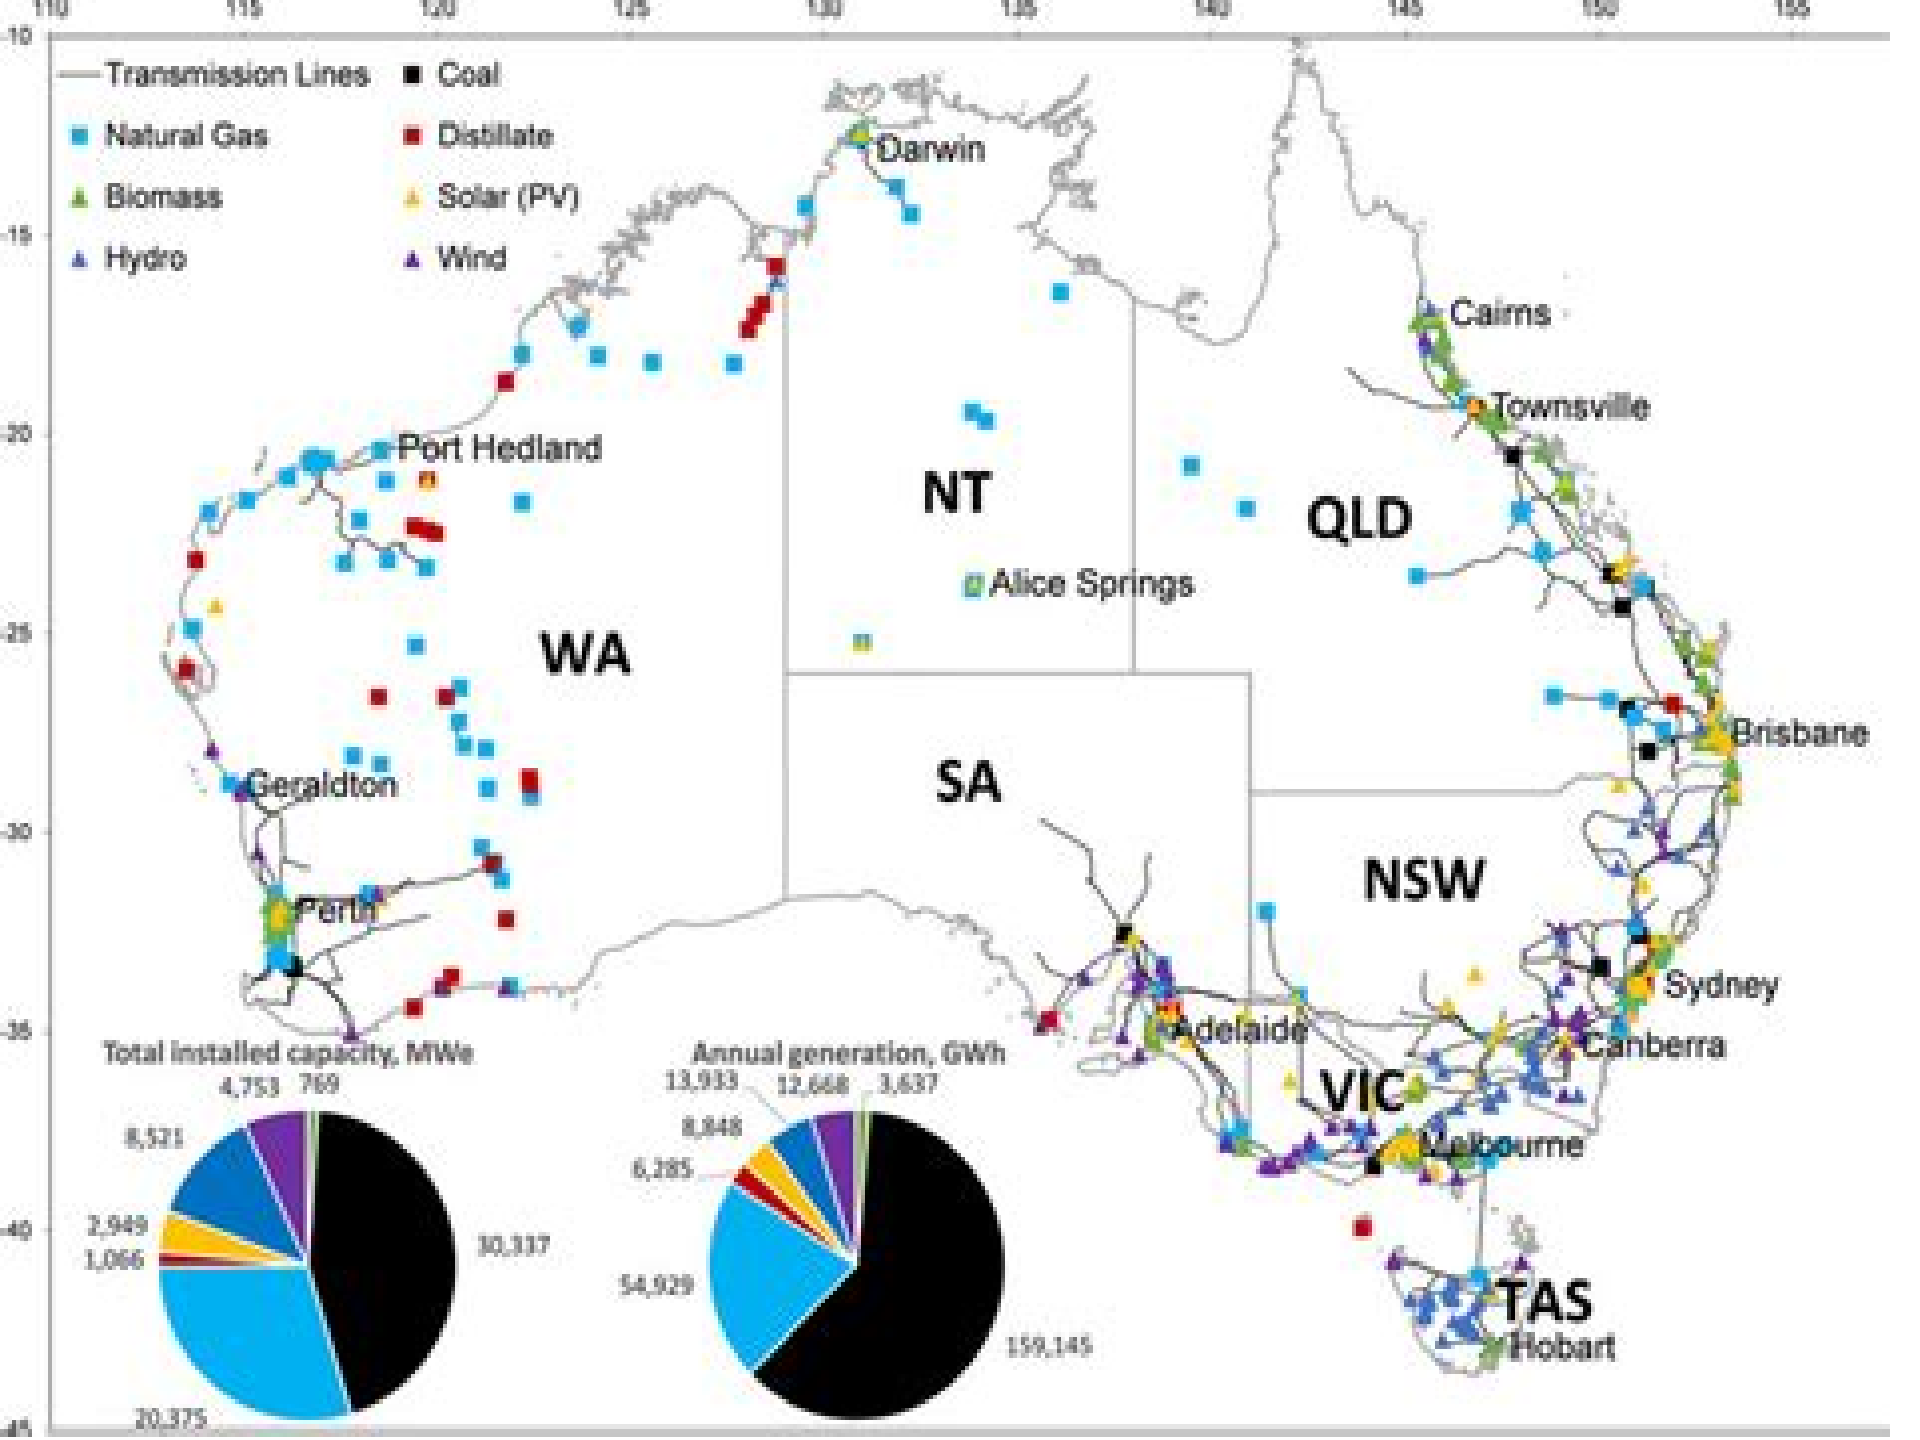 110 115 120 125 130 135 140 145 150 155
-10
Transmission Lines
Coal
Natural Gas
Distillate
Biomass
Solar (PV)
Hydro
Wind
Darwin
-15
Cairns
Townsville
-20
Port Hedland
NT
QLD
Alice Springs
-25
WA
Brisbane
SA
Geraldton
-30
NSW
Perth
Sydney
-35
Adelaide
Canberra
Total installed capacity, MWe
Annual generation, GWh
4,753
769
13,933
12,668
3,637
VIC
8,521
8,848
Melbourne
6,285
2,949
-40
30,337
1,066
54,929
TAS
159,145
Hobart
20,375
-45